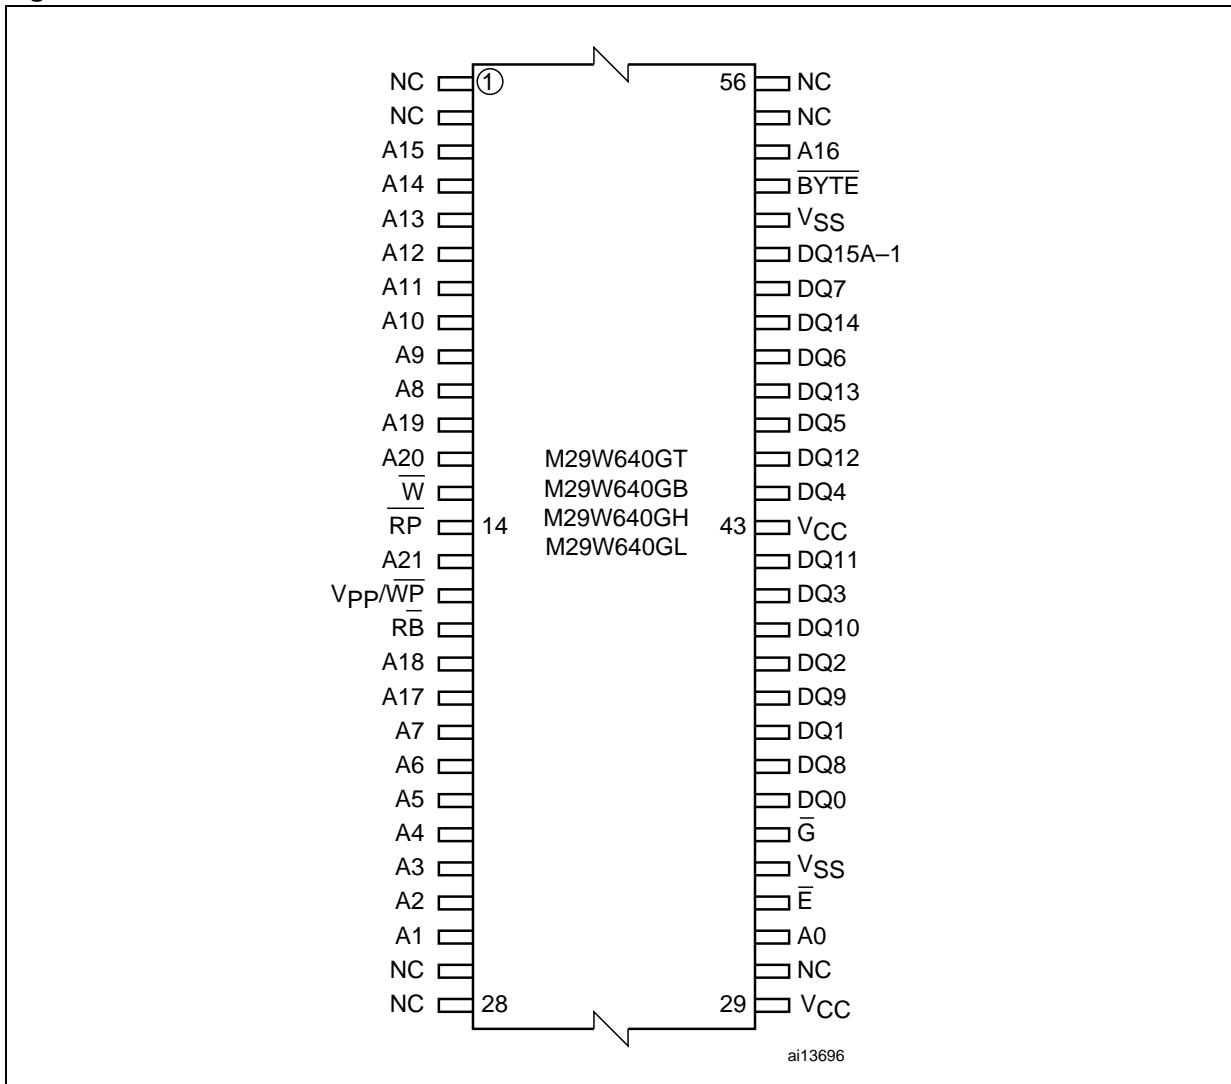 NC ① 56 NC
NC NC
A15 A16
A14 B̅Y̅T̅E̅
A13 VSS
A12 DQ15A–1
A11 DQ7
A10 DQ14
A9 DQ6
A8 DQ13
A19 DQ5
A20 M29W640GT DQ12
W̅ M29W640GB DQ4
R̅P̅ 14 M29W640GH 43 VCC
A21 M29W640GL DQ11
VPP/W̅P̅ DQ3
RB̅ DQ10
A18 DQ2
A17 DQ9
A7 DQ1
A6 DQ8
A5 DQ0
A4 G̅
A3 VSS
A2 E̅
A1 A0
NC NC
NC 28 29 VCC
ai13696